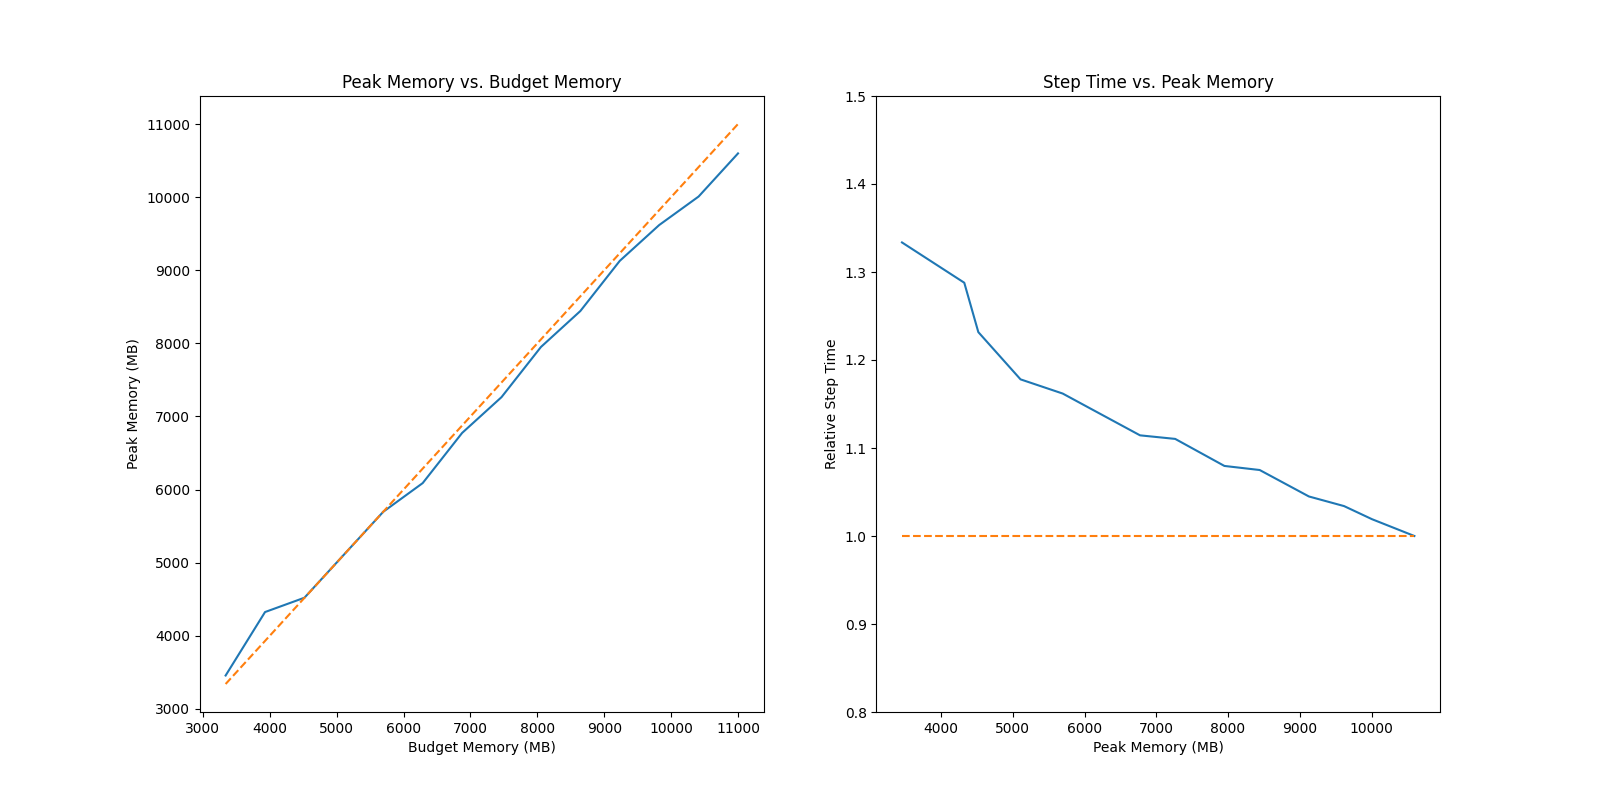 Peak Memory vs. Budget Memory
11000
10000
9000
8000
7000
6000
5000
4000
3000
Peak Memory (MB)
3000 4000 5000 6000 7000 8000 9000 10000 11000
Budget Memory (MB)
Step Time vs. Peak Memory
1.5
1.4
1.3
1.2
1.1
1.0
0.9
0.8
Relative Step Time
4000 5000 6000 7000 8000 9000 10000
Peak Memory (MB)